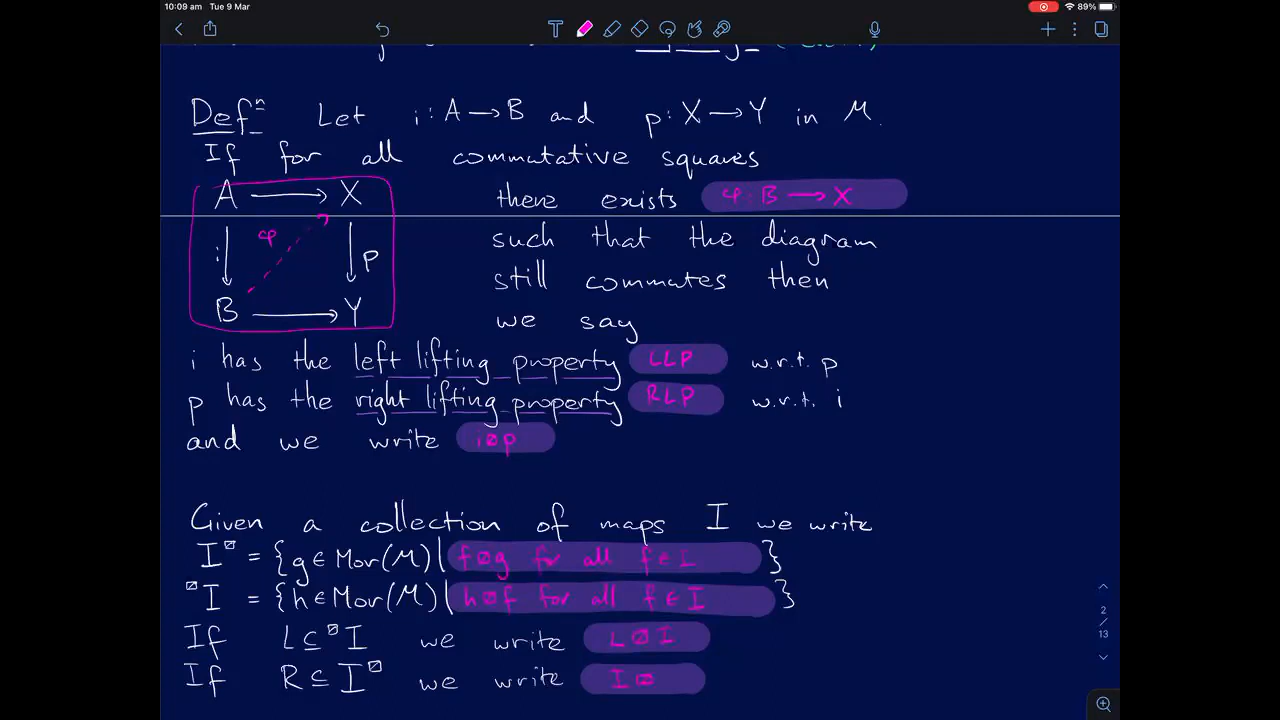 10:09 am Tue 9 Mar
89%
Defⁿ Let i: A → B and p: X → Y in M.
If for all commutative squares
A → X there exists φ: B → X
φ such that the diagram
i p still commutes then
B → Y we say
i has the left lifting property LLP w.r.t. p
p has the right lifting property RLP w.r.t. i
and we write i⧄p
Given a collection of maps I we write
I^⧄ = {g ∈ Mor(M) | f⧄g for all f ∈ I }
^⧄I = {h ∈ Mor(M) | h⧄f for all f ∈ I }
If L ⊆ ^⧄I we write L⧄I
If R ⊆ I^⧄ we write I⧄
2
/
13